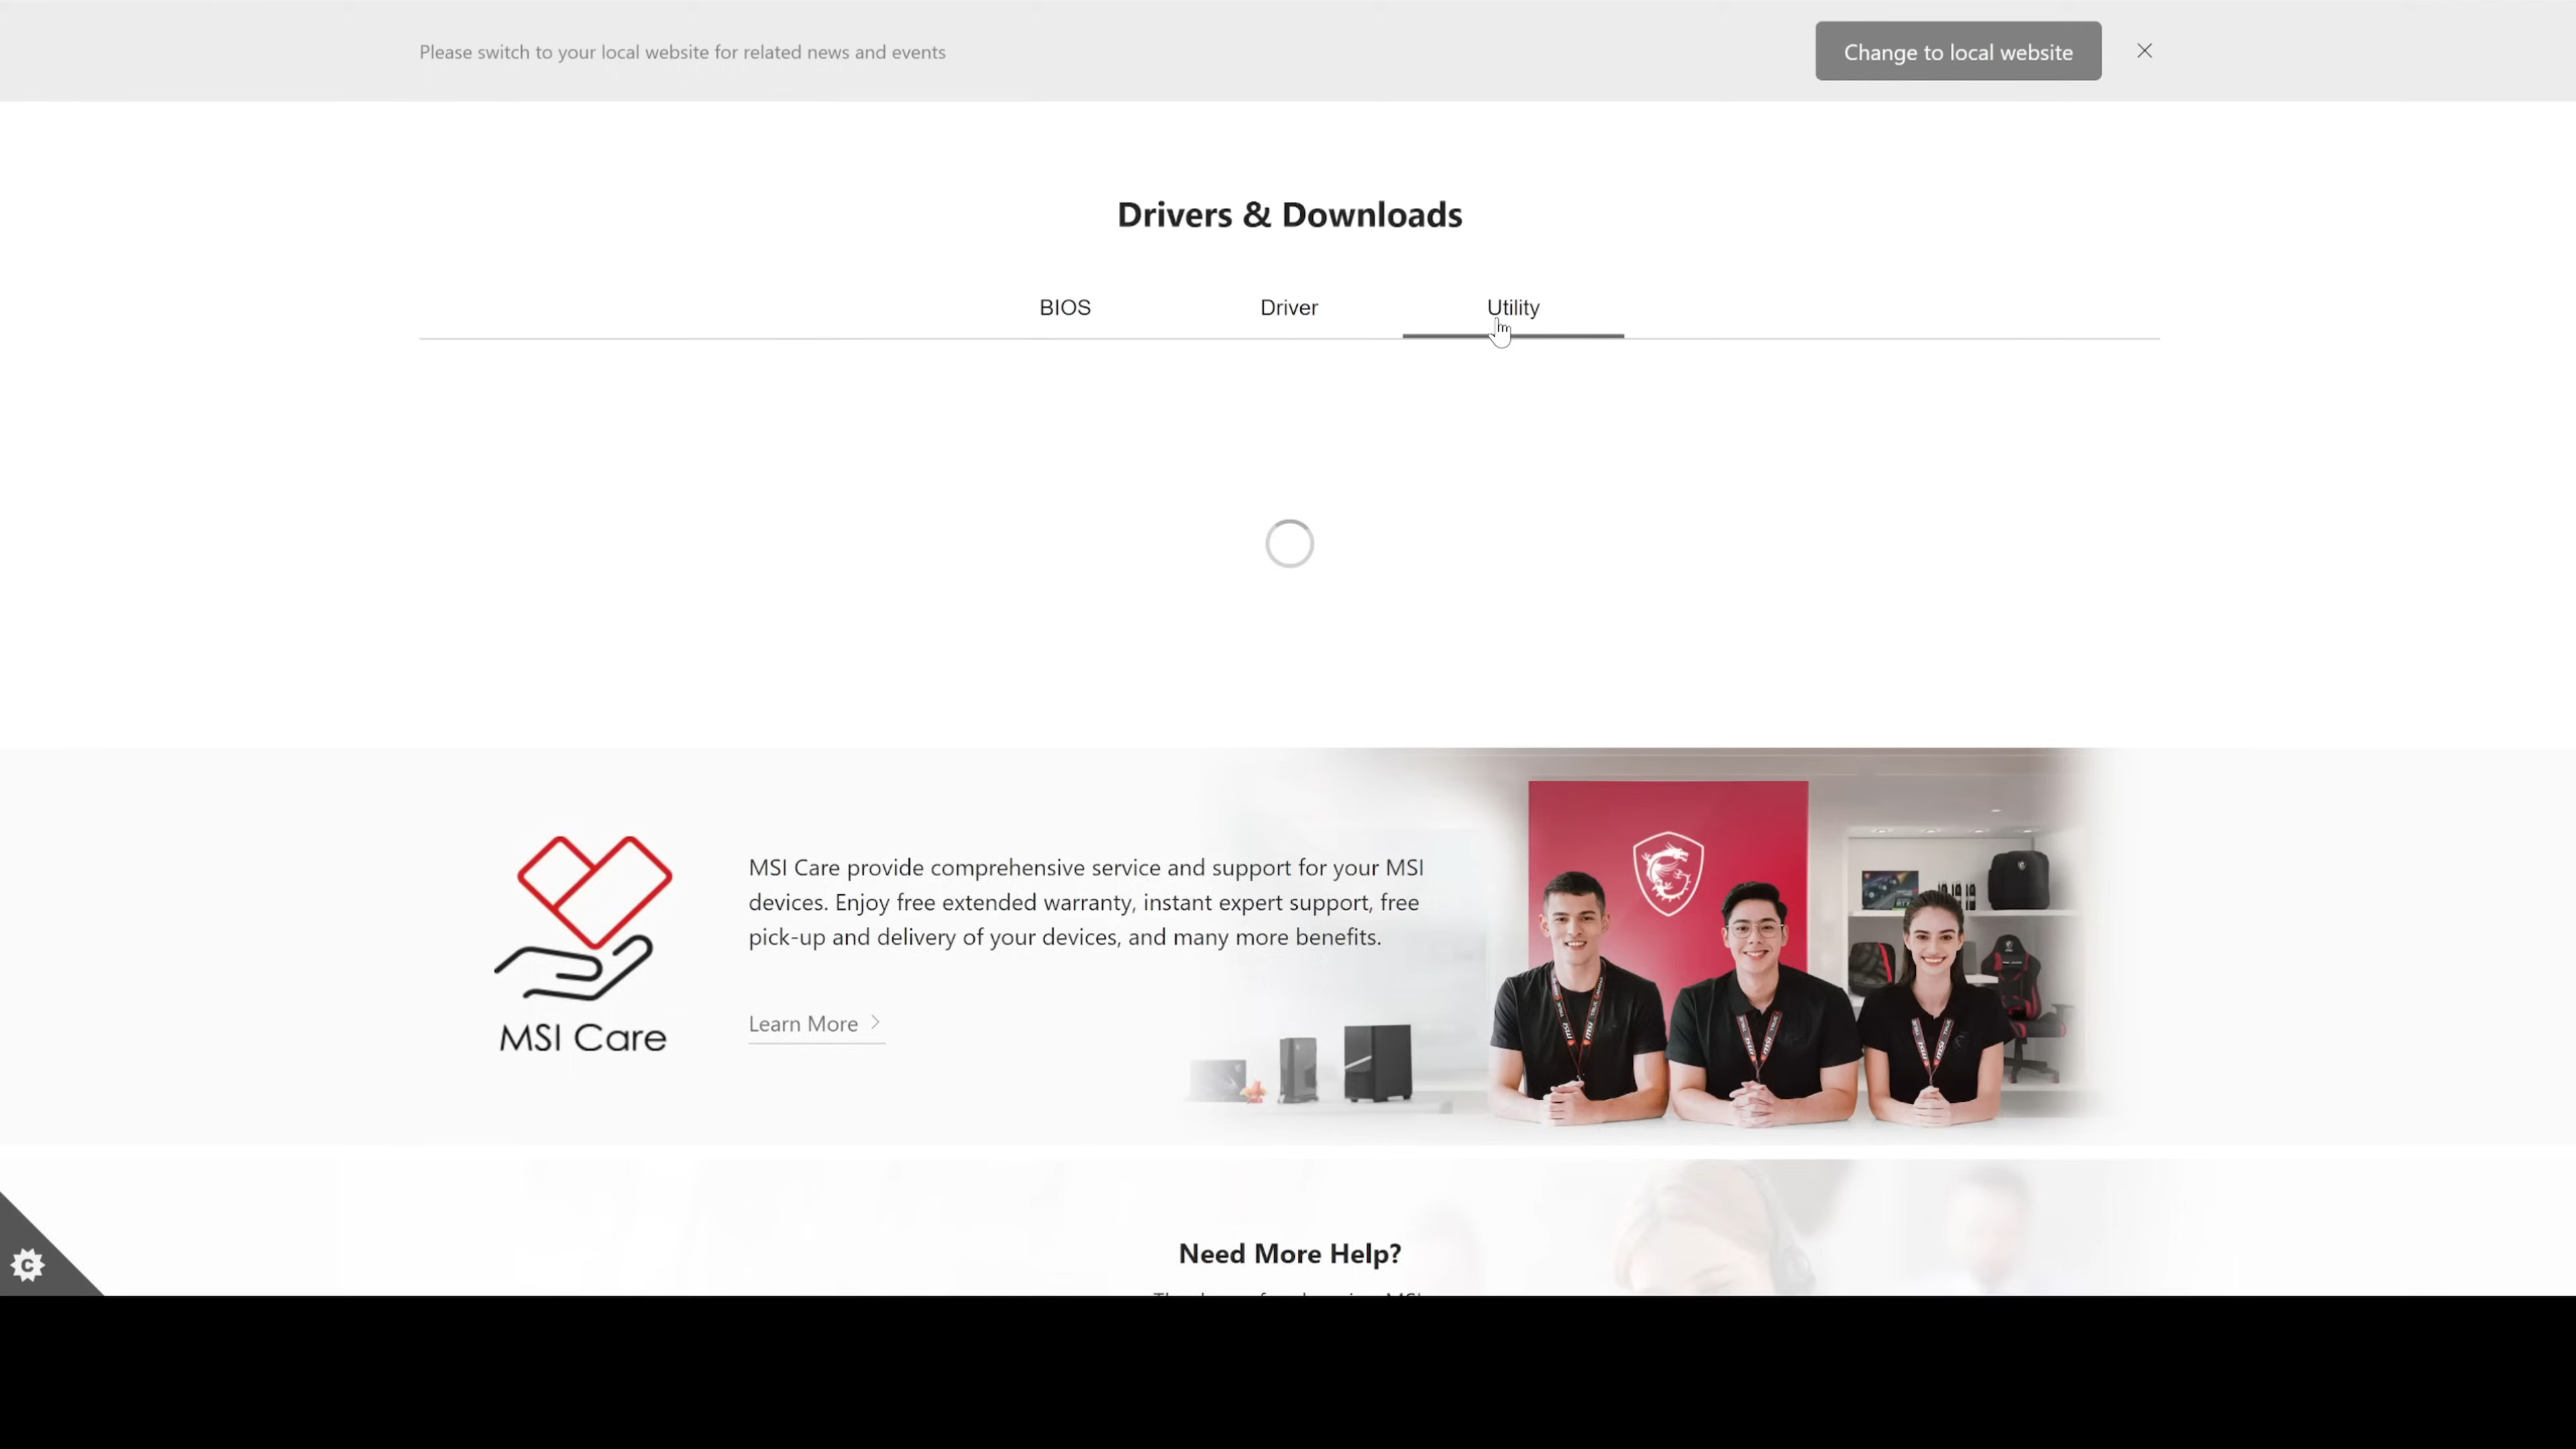 Please switch to your local website for related news and events
Change to local website
Drivers & Downloads
BIOS
Driver
Utility
MSI Care provide comprehensive service and support for your MSI
devices. Enjoy free extended warranty, instant expert support, free
pick-up and delivery of your devices, and many more benefits.
MSI Care
Learn More
Need More Help?